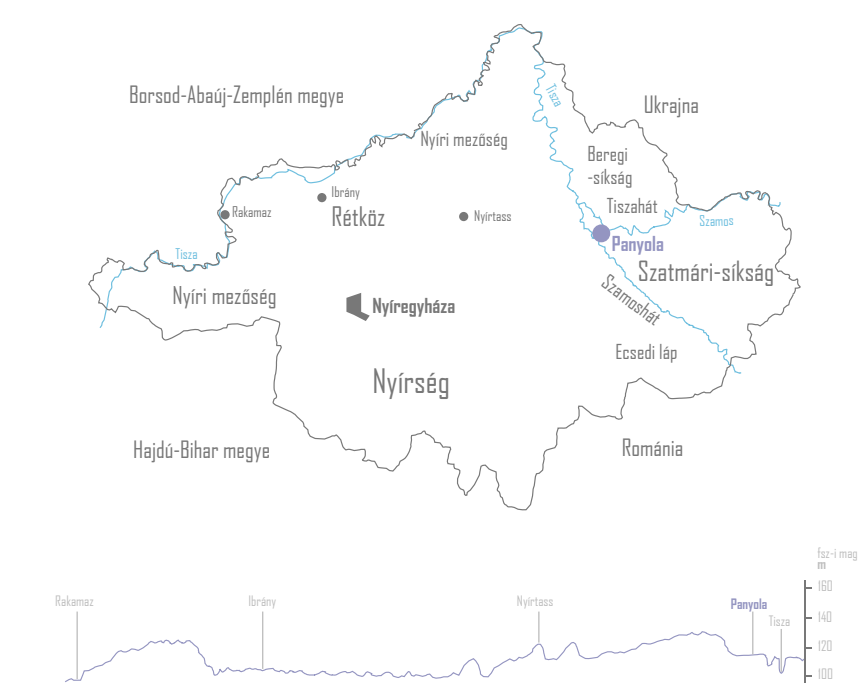 Borsod-Abaúj-Zemplén megye
Tisza
Ukrajna
Nyíri mezőség
Beregi
-síkság
Ibrány
Tiszahát
Rakamaz
Rétköz
Nyírtass
Szamos
Panyola
Tisza
Szatmári-síkság
Nyíri mezőség
Szamoshát
Nyíregyháza
Ecsedi láp
Nyírség
Hajdú-Bihar megye
Románia
fsz-i mag
m
160
Rakamaz
Ibrány
Nyírtass
Panyola
140
Tisza
120
100